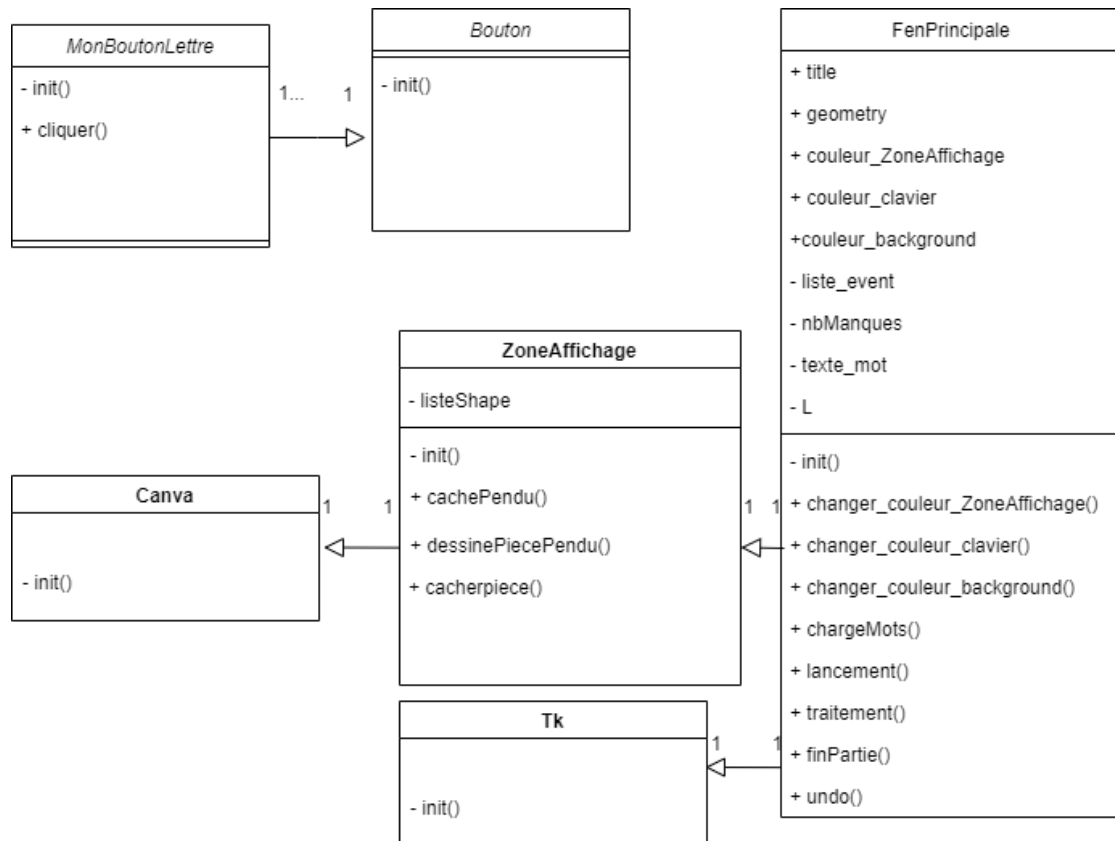 MonBoutonLettre
- init()
+ cliquer()
1...
1
Bouton
- init()
FenPrincipale
+ title
+ geometry
+ couleur_ZoneAffichage
+ couleur_clavier
+couleur_background
- liste_event
- nbManques
- texte_mot
- L
- init()
+ changer_couleur_ZoneAffichage()
+ changer_couleur_clavier()
+ changer_couleur_background()
+ chargeMots()
+ lancement()
+ traitement()
+ finPartie()
+ undo()
ZoneAffichage
- listeShape
- init()
+ cachePendu()
+ dessinePiecePendu()
+ cacherpiece()
1
1
Canva
- init()
1
1
Tk
- init()
1
1